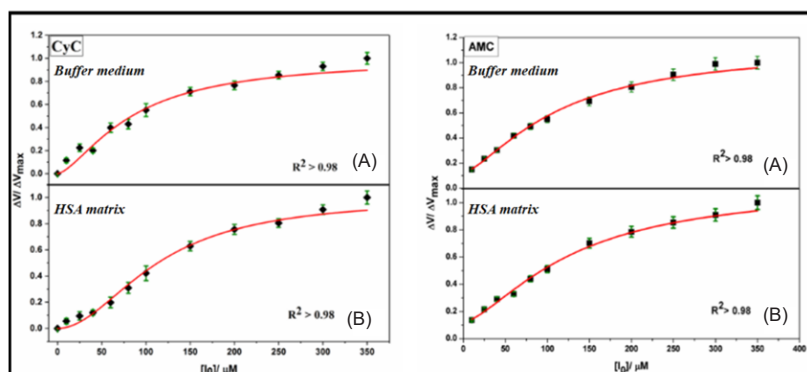 CyC
Buffer medium
1.0
0.8
0.6
0.4
0.2
0.0
R² > 0.98
(A)
HSA matrix
1.0
0.8
0.6
0.4
0.2
0.0
R² > 0.98
(B)
ΔV/ ΔVmax
0 50 100 150 200 250 300 350
[I₀]/ µM
AMC
Buffer medium
1.0
0.8
0.6
0.4
0.2
0.0
R²> 0.98
(A)
HSA matrix
1.0
0.8
0.6
0.4
0.2
0.0
R²> 0.98
(B)
ΔV/ ΔVmax
0 50 100 150 200 250 300 350 400
[I₀]/ µM